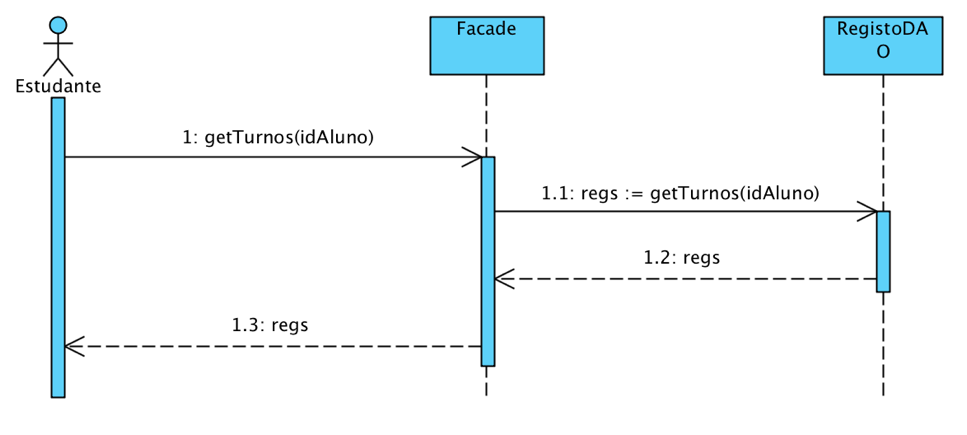 Facade
RegistoDA
O
Estudante
1: getTurnos(idAluno)
1.1: regs := getTurnos(idAluno)
1.2: regs
1.3: regs